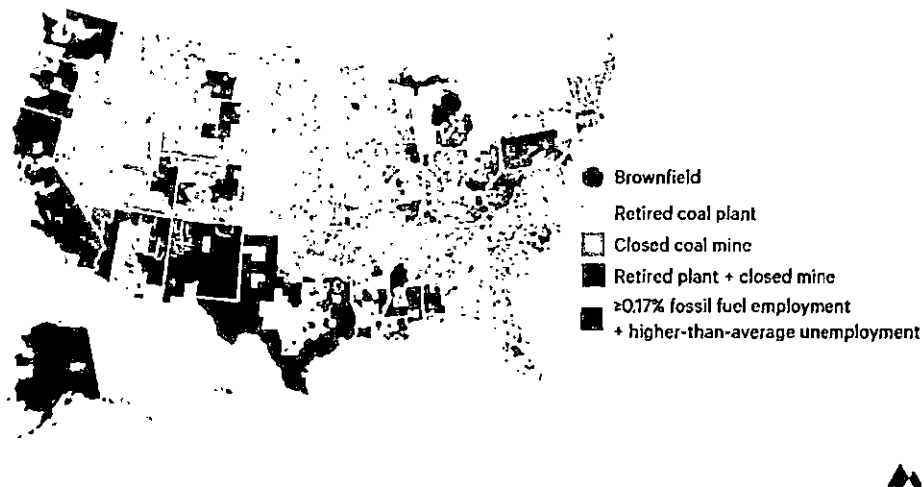 Brownfield
Retired coal plant
Closed coal mine
Retired plant + closed mine
≥0.17% fossil fuel employment
+ higher-than-average unemployment